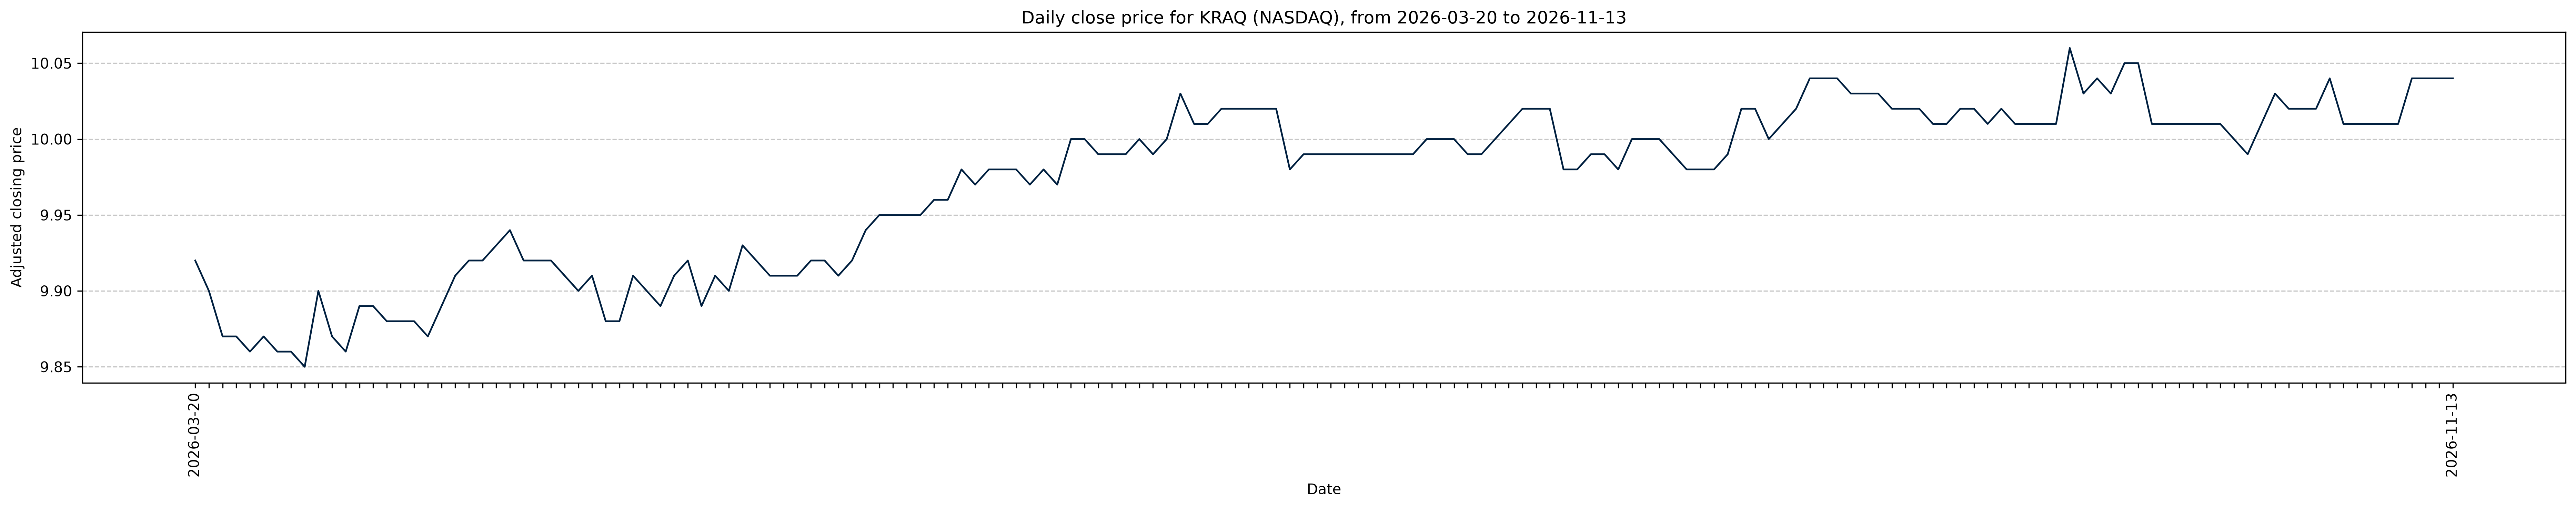 Daily close price for KRAQ (NASDAQ), from 2026-03-20 to 2026-11-13
Adjusted closing price
10.05
10.00
9.95
9.90
9.85
2026-03-20
2026-11-13
Date